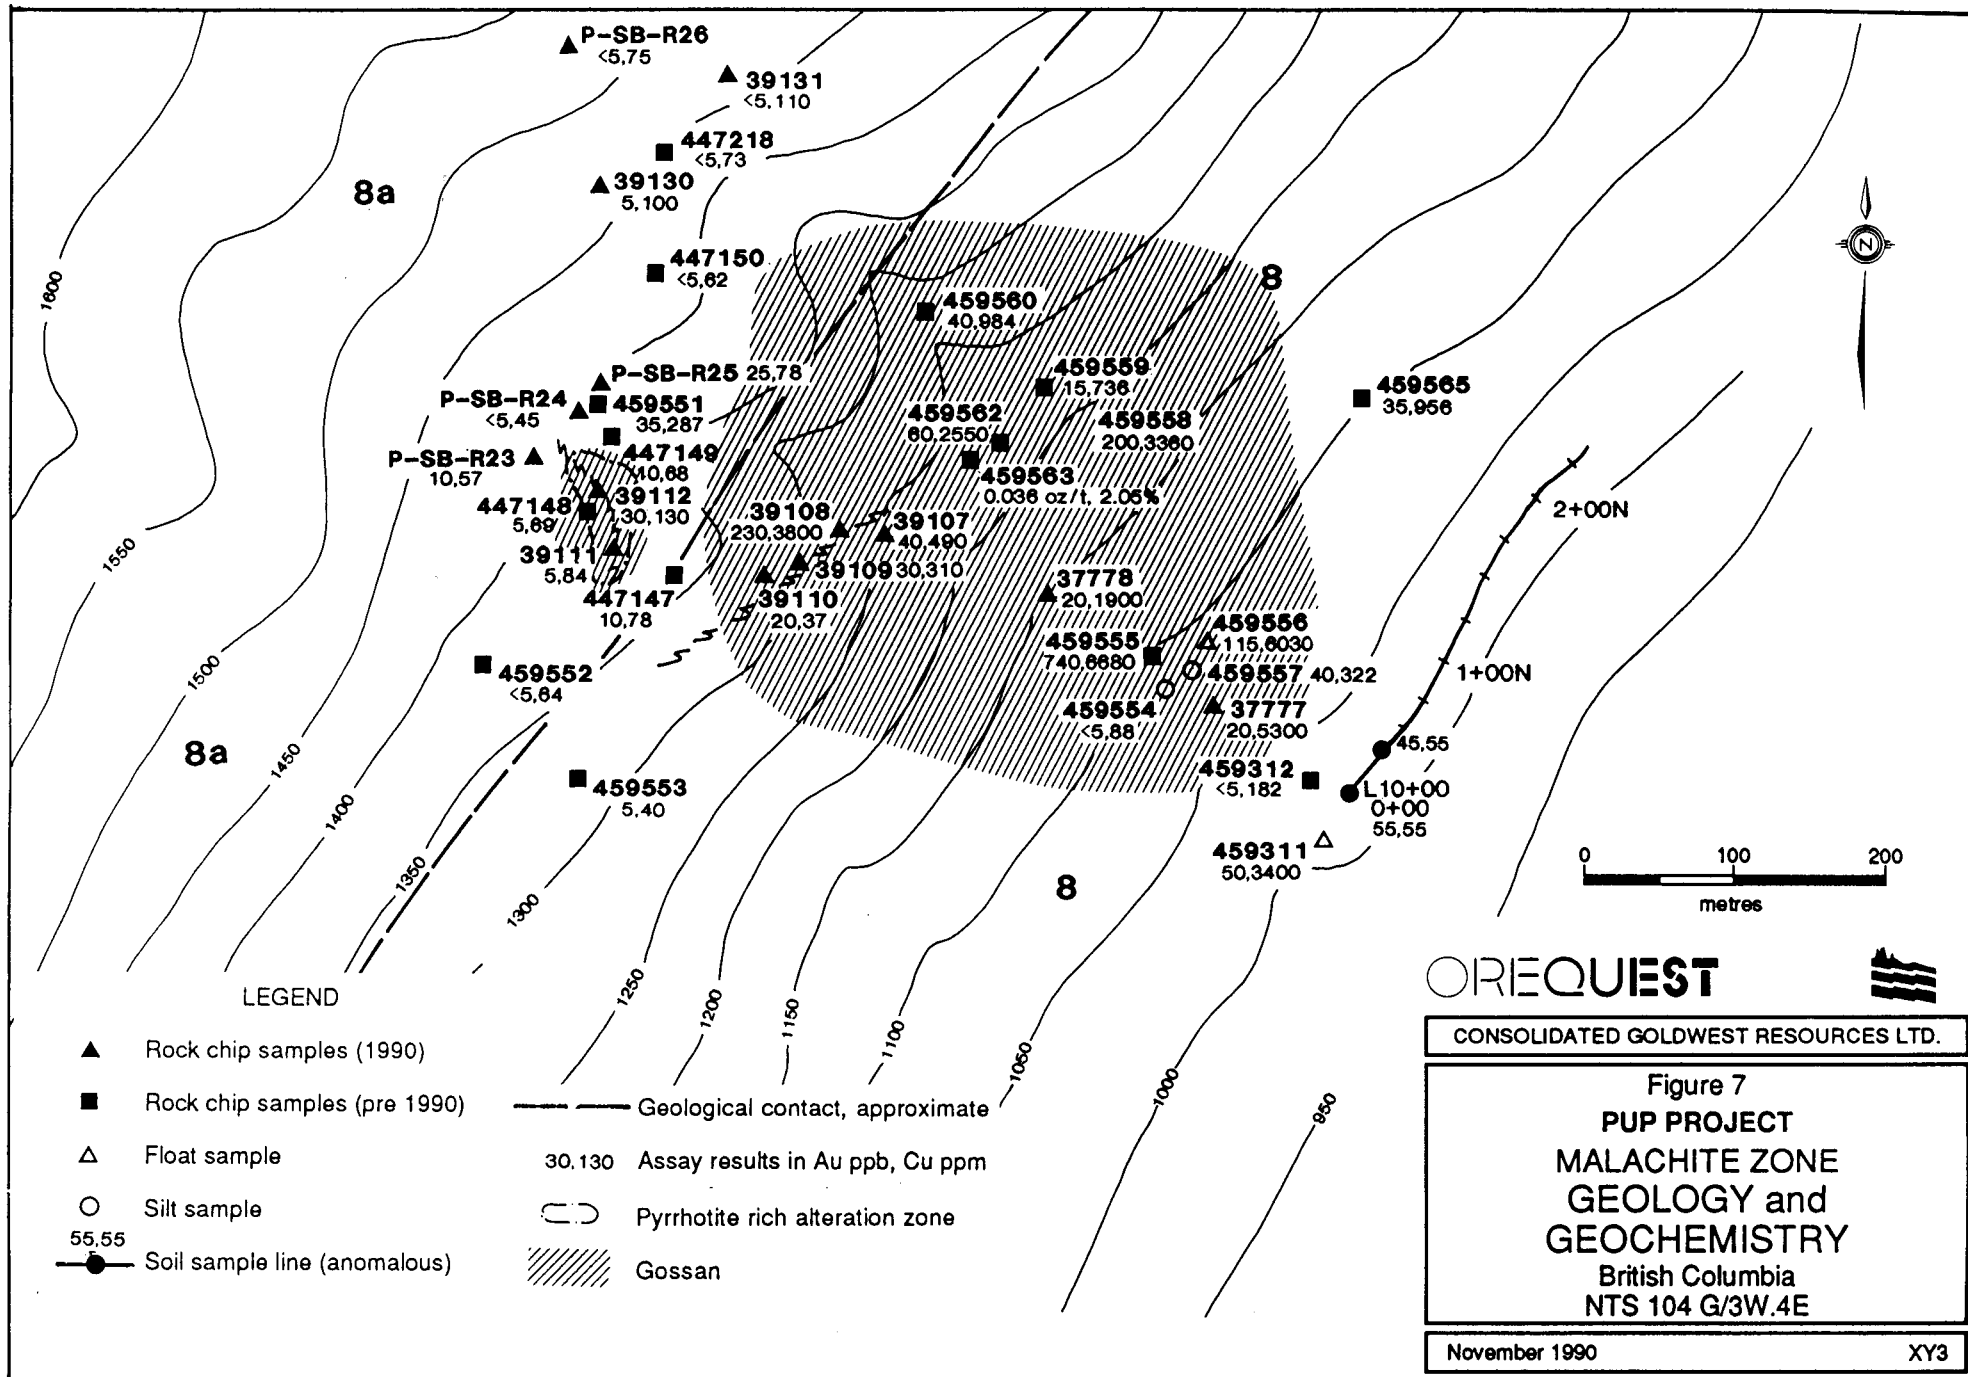 P-SB-R26
<5,75
39131
<5,110
447218
<5,73
39130
5,100
8a
447150
<5,62
8
N
1600
459560
40,984
P-SB-R25 25,78
459559
15,736
459565
35,956
P-SB-R24
<5,45
459551
35,287
459562
60,2550
459558
200,3360
447149
10,68
P-SB-R23
10,57
459563
0.036 oz/t, 2.05%
39112
30,130
447148
5,69
39108
230,3800
39107
40,490
2+00N
1550
39111
5,84
39109 30,310
37778
20,1900
447147
10,78
39110
20,37
459556
115,6030
459555
740,6680
459557 40,322
1+00N
1500
459552
<5,64
459554
<5,88
37777
20,5300
8a
1450
45,55
459312
<5,182
459553
5,40
L10+00
0+00
55,55
1400
459311
50,3400
1350
8
0 100 200
metres
1300
1250
1200
1150
1100
1050
1000
950
LEGEND
Rock chip samples (1990)
Rock chip samples (pre 1990)
Float sample
Silt sample
55,55
Soil sample line (anomalous)
Geological contact, approximate
30,130 Assay results in Au ppb, Cu ppm
Pyrrhotite rich alteration zone
Gossan
OREQUEST
CONSOLIDATED GOLDWEST RESOURCES LTD.
Figure 7
PUP PROJECT
MALACHITE ZONE
GEOLOGY and
GEOCHEMISTRY
British Columbia
NTS 104 G/3W.4E
November 1990 XY3